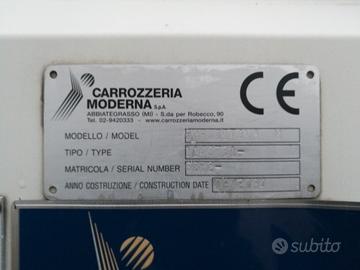 CARROZZERIA
MODERNA S.p.A.
ABBIATEGRASSO (MI) - S.da per Robecco, 90
Tel. 02-9420333 - www.carrozzeriamoderna.it
CE
MODELLO / MODEL
TIPO / TYPE
MATRICOLA / SERIAL NUMBER
ANNO COSTRUZIONE / CONSTRUCTION DATE
subito